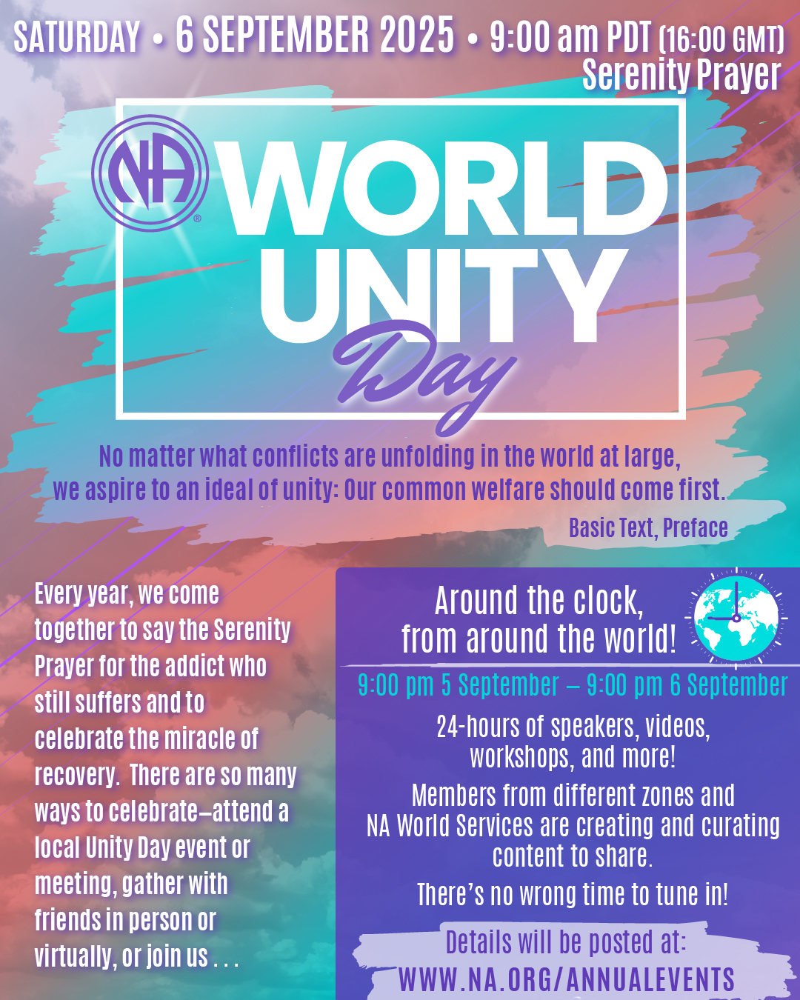 SATURDAY • 6 SEPTEMBER 2025 • 9:00 am PDT (16:00 GMT)
Serenity Prayer
NA ®
WORLD
UNITY
Day
No matter what conflicts are unfolding in the world at large,
we aspire to an ideal of unity: Our common welfare should come first.
Basic Text, Preface
Every year, we come
together to say the Serenity
Prayer for the addict who
still suffers and to
celebrate the miracle of
recovery.  There are so many
ways to celebrate—attend a
local Unity Day event or
meeting, gather with
friends in person or
virtually, or join us . . .
Around the clock,
from around the world!
9:00 pm 5 September – 9:00 pm 6 September
24-hours of speakers, videos,
workshops, and more!
Members from different zones and
NA World Services are creating and curating
content to share.
There’s no wrong time to tune in!
Details will be posted at:
WWW.NA.ORG/ANNUALEVENTS